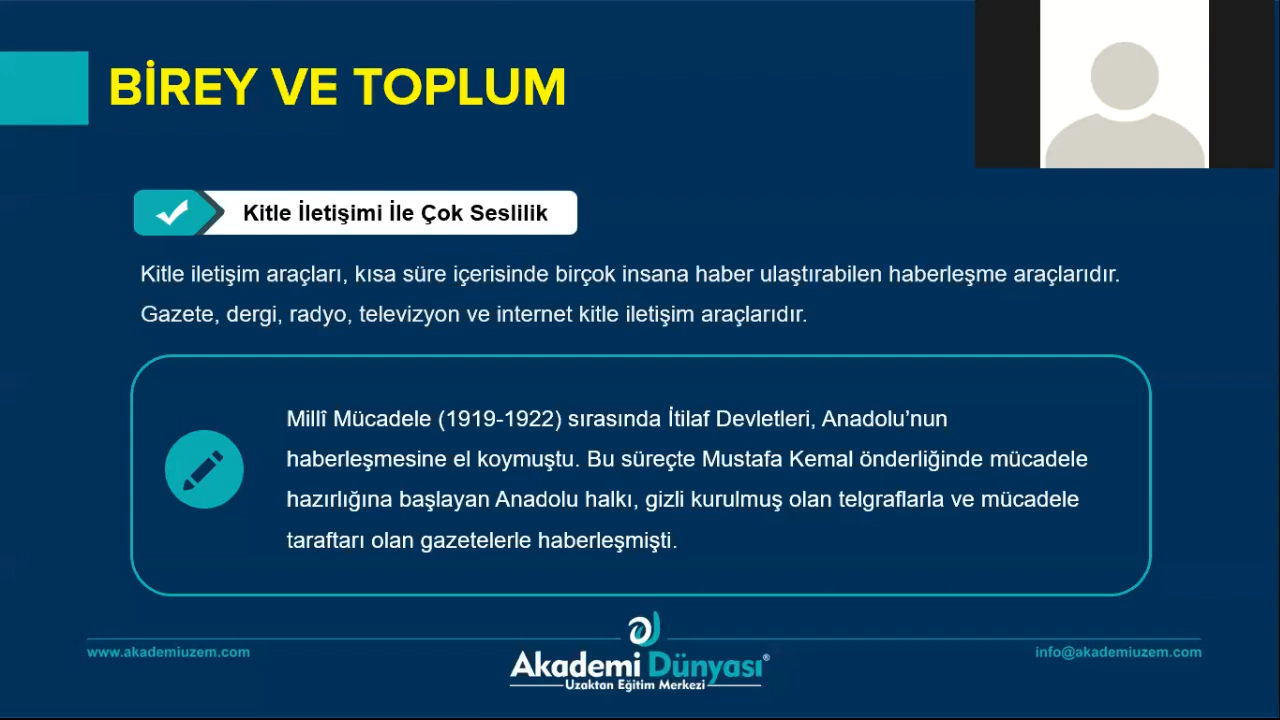 BİREY VE TOPLUM
Kitle İletişimi İle Çok Seslilik
Kitle iletişim araçları, kısa süre içerisinde birçok insana haber ulaştırabilen haberleşme araçlarıdır.
Gazete, dergi, radyo, televizyon ve internet kitle iletişim araçlarıdır.
Millî Mücadele (1919-1922) sırasında İtilaf Devletleri, Anadolu’nun
haberleşmesine el koymuştu. Bu süreçte Mustafa Kemal önderliğinde mücadele
hazırlığına başlayan Anadolu halkı, gizli kurulmuş olan telgraflarla ve mücadele
taraftarı olan gazetelerle haberleşmişti.
www.akademiuzem.com
Akademi Dünyası®
Uzaktan Eğitim Merkezi
info@akademiuzem.com